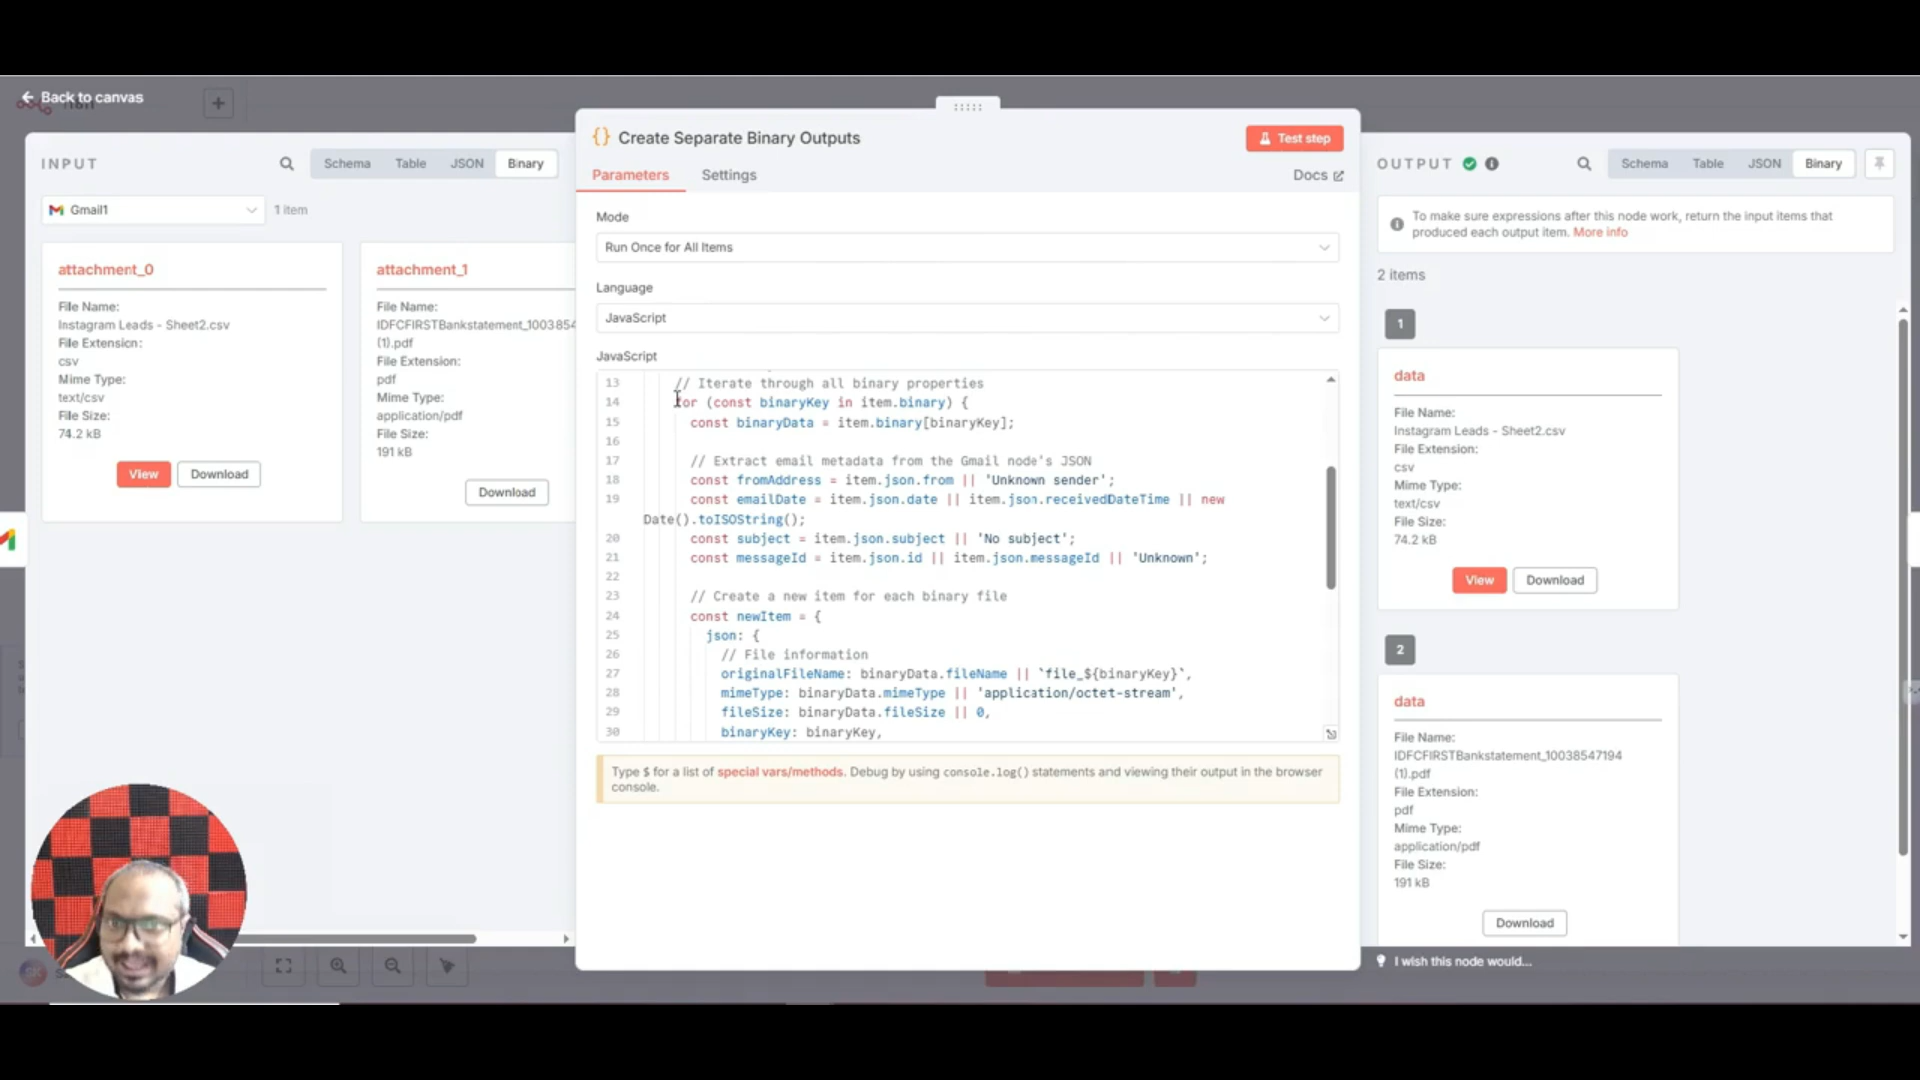 Back to canvas
INPUT
Schema
Table
JSON
Binary
Gmail1
1 item
attachment_0
File Name:
Instagram Leads - Sheet2.csv
File Extension:
csv
Mime Type:
text/csv
File Size:
74.2 kB
View
Download
attachment_1
File Name:
IDFCFIRSTBankstatement_1003854
(1).pdf
File Extension:
pdf
Mime Type:
application/pdf
File Size:
191 kB
Download
{} Create Separate Binary Outputs
Test step
Parameters
Settings
Docs
Mode
Run Once for All Items
Language
JavaScript
JavaScript
13 // Iterate through all binary properties
14 for (const binaryKey in item.binary) {
15 const binaryData = item.binary[binaryKey];
16
17 // Extract email metadata from the Gmail node's JSON
18 const fromAddress = item.json.from || 'Unknown sender';
19 const emailDate = item.json.date || item.json.receivedDateTime || new
Date().toISOString();
20 const subject = item.json.subject || 'No subject';
21 const messageId = item.json.id || item.json.messageId || 'Unknown';
22
23 // Create a new item for each binary file
24 const newItem = {
25 json: {
26 // File information
27 originalFileName: binaryData.fileName || `file_${binaryKey}`,
28 mimeType: binaryData.mimeType || 'application/octet-stream',
29 fileSize: binaryData.fileSize || 0,
30 binaryKey: binaryKey,
Type $ for a list of special vars/methods. Debug by using console.log() statements and viewing their output in the browser
console.
OUTPUT
Schema
Table
JSON
Binary
To make sure expressions after this node work, return the input items that
produced each output item. More info
2 items
1
data
File Name:
Instagram Leads - Sheet2.csv
File Extension:
csv
Mime Type:
text/csv
File Size:
74.2 kB
View
Download
2
data
File Name:
IDFCFIRSTBankstatement_10038547194
(1).pdf
File Extension:
pdf
Mime Type:
application/pdf
File Size:
191 kB
Download
I wish this node would...